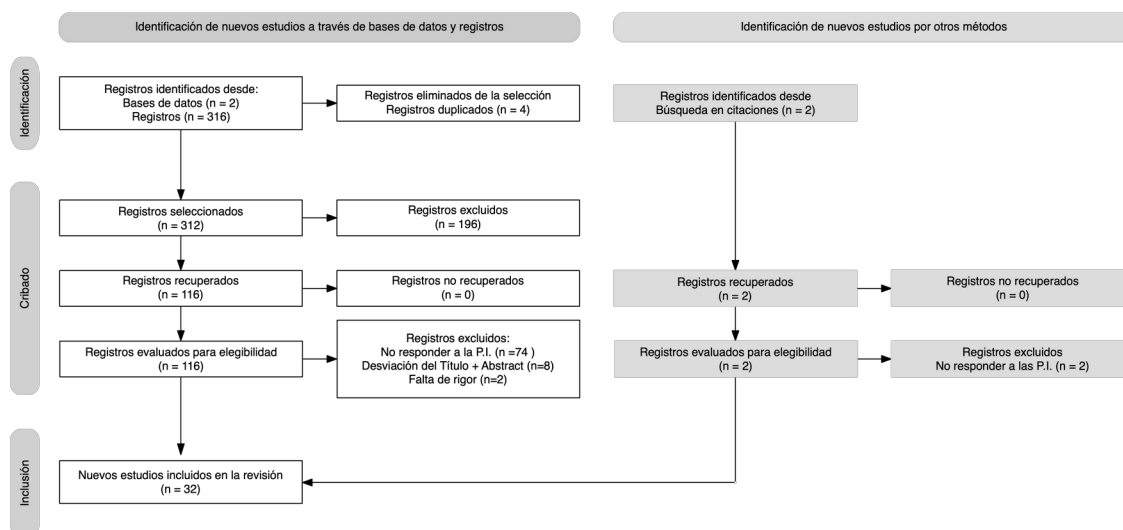 Identificación de nuevos estudios a través de bases de datos y registros
Identificación de nuevos estudios por otros métodos
Identificación
Registros identificados desde:
Bases de datos (n = 2)
Registros (n = 316)
Registros eliminados de la selección
Registros duplicados (n = 4)
Registros identificados desde
Búsqueda en citaciones (n = 2)
Cribado
Registros seleccionados
(n = 312)
Registros excluidos
(n = 196)
Registros recuperados
(n = 116)
Registros no recuperados
(n = 0)
Registros recuperados
(n = 2)
Registros no recuperados
(n = 0)
Registros evaluados para elegibilidad
(n = 116)
Registros excluidos:
No responder a la P.I. (n =74 )
Desviación del Título + Abstract (n=8)
Falta de rigor (n=2)
Registros evaluados para elegibilidad
(n = 2)
Registros excluidos
No responder a las P.I. (n = 2)
Inclusión
Nuevos estudios incluidos en la revisión
(n = 32)